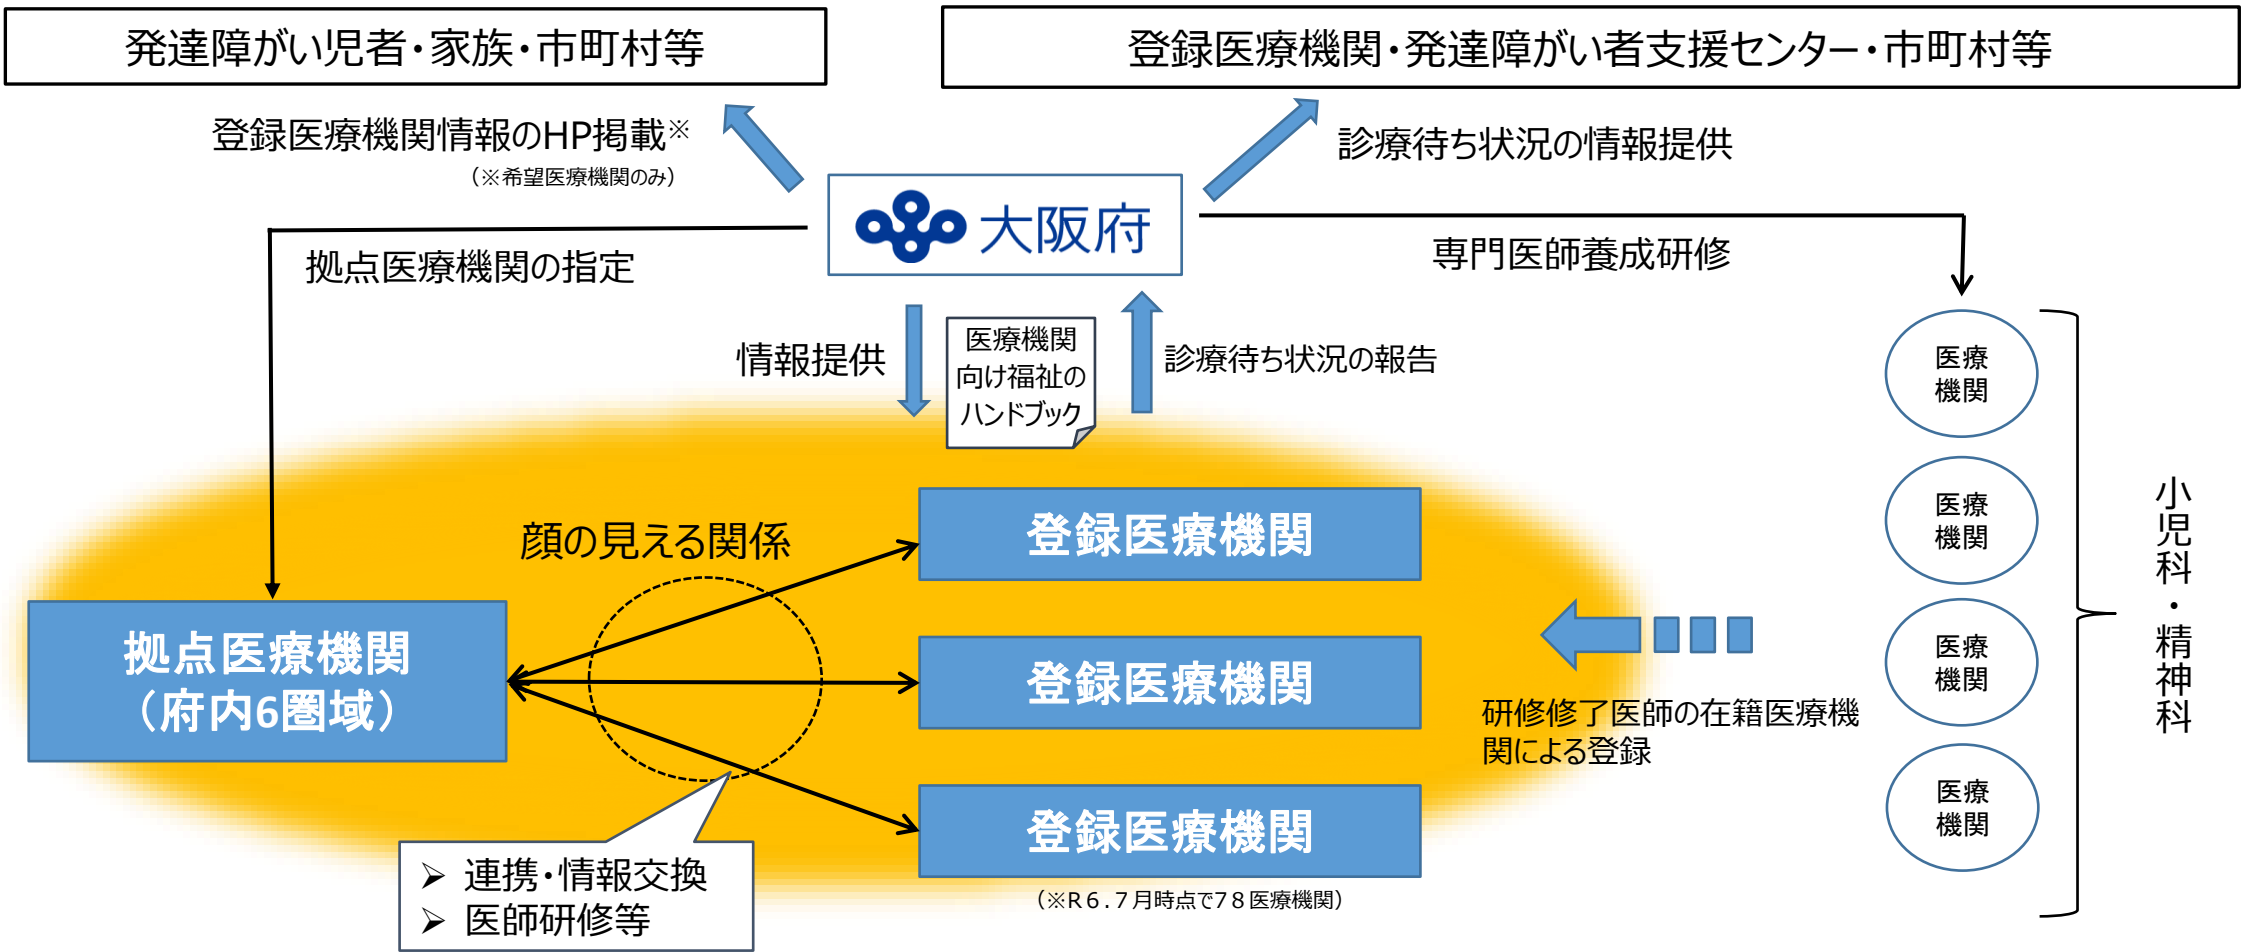 発達障がい児者・家族・市町村等
登録医療機関・発達障がい者支援センター・市町村等
登録医療機関情報のHP掲載※
（※希望医療機関のみ）
診療待ち状況の情報提供
大阪府
拠点医療機関の指定
専門医師養成研修
情報提供
医療機関
向け福祉の
ハンドブック
診療待ち状況の報告
医療
機関
医療
機関
医療
機関
医療
機関
小児科・精神科
顔の見える関係
登録医療機関
登録医療機関
登録医療機関
拠点医療機関
（府内6圏域）
研修修了医師の在籍医療機
関による登録
➢ 連携・情報交換
➢ 医師研修等
（※R６．７月時点で７８医療機関）